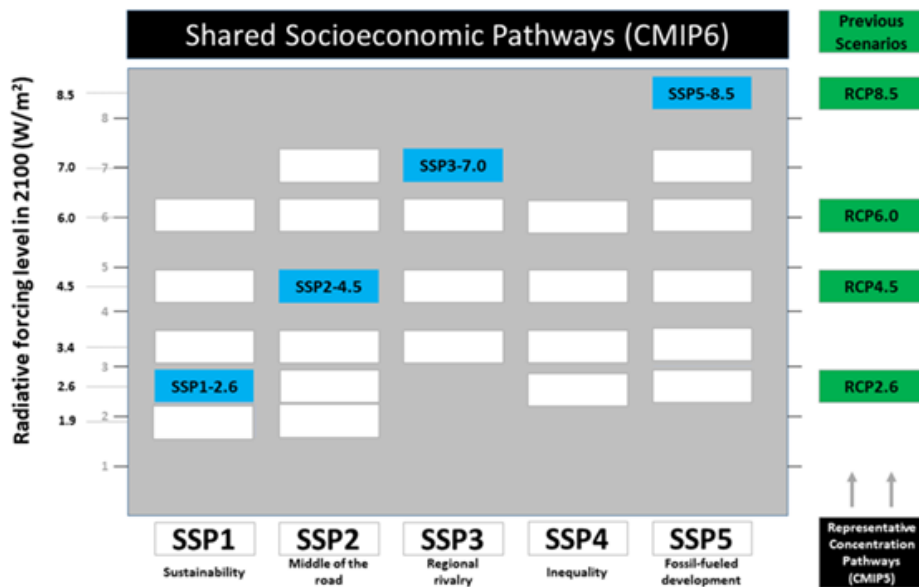 Shared Socioeconomic Pathways (CMIP6)
Previous
Scenarios
Radiative forcing level in 2100 (W/m²)
8.5
8
7.0
7
6.0
6
5
4.5
4
3.4
3
2.6
2
1.9
1
SSP5-8.5
SSP3-7.0
SSP2-4.5
SSP1-2.6
RCP8.5
RCP6.0
RCP4.5
RCP2.6
SSP1
Sustainability
SSP2
Middle of the
road
SSP3
Regional
rivalry
SSP4
Inequality
SSP5
Fossil-fueled
development
Representative
Concentration
Pathways
(CMIP5)